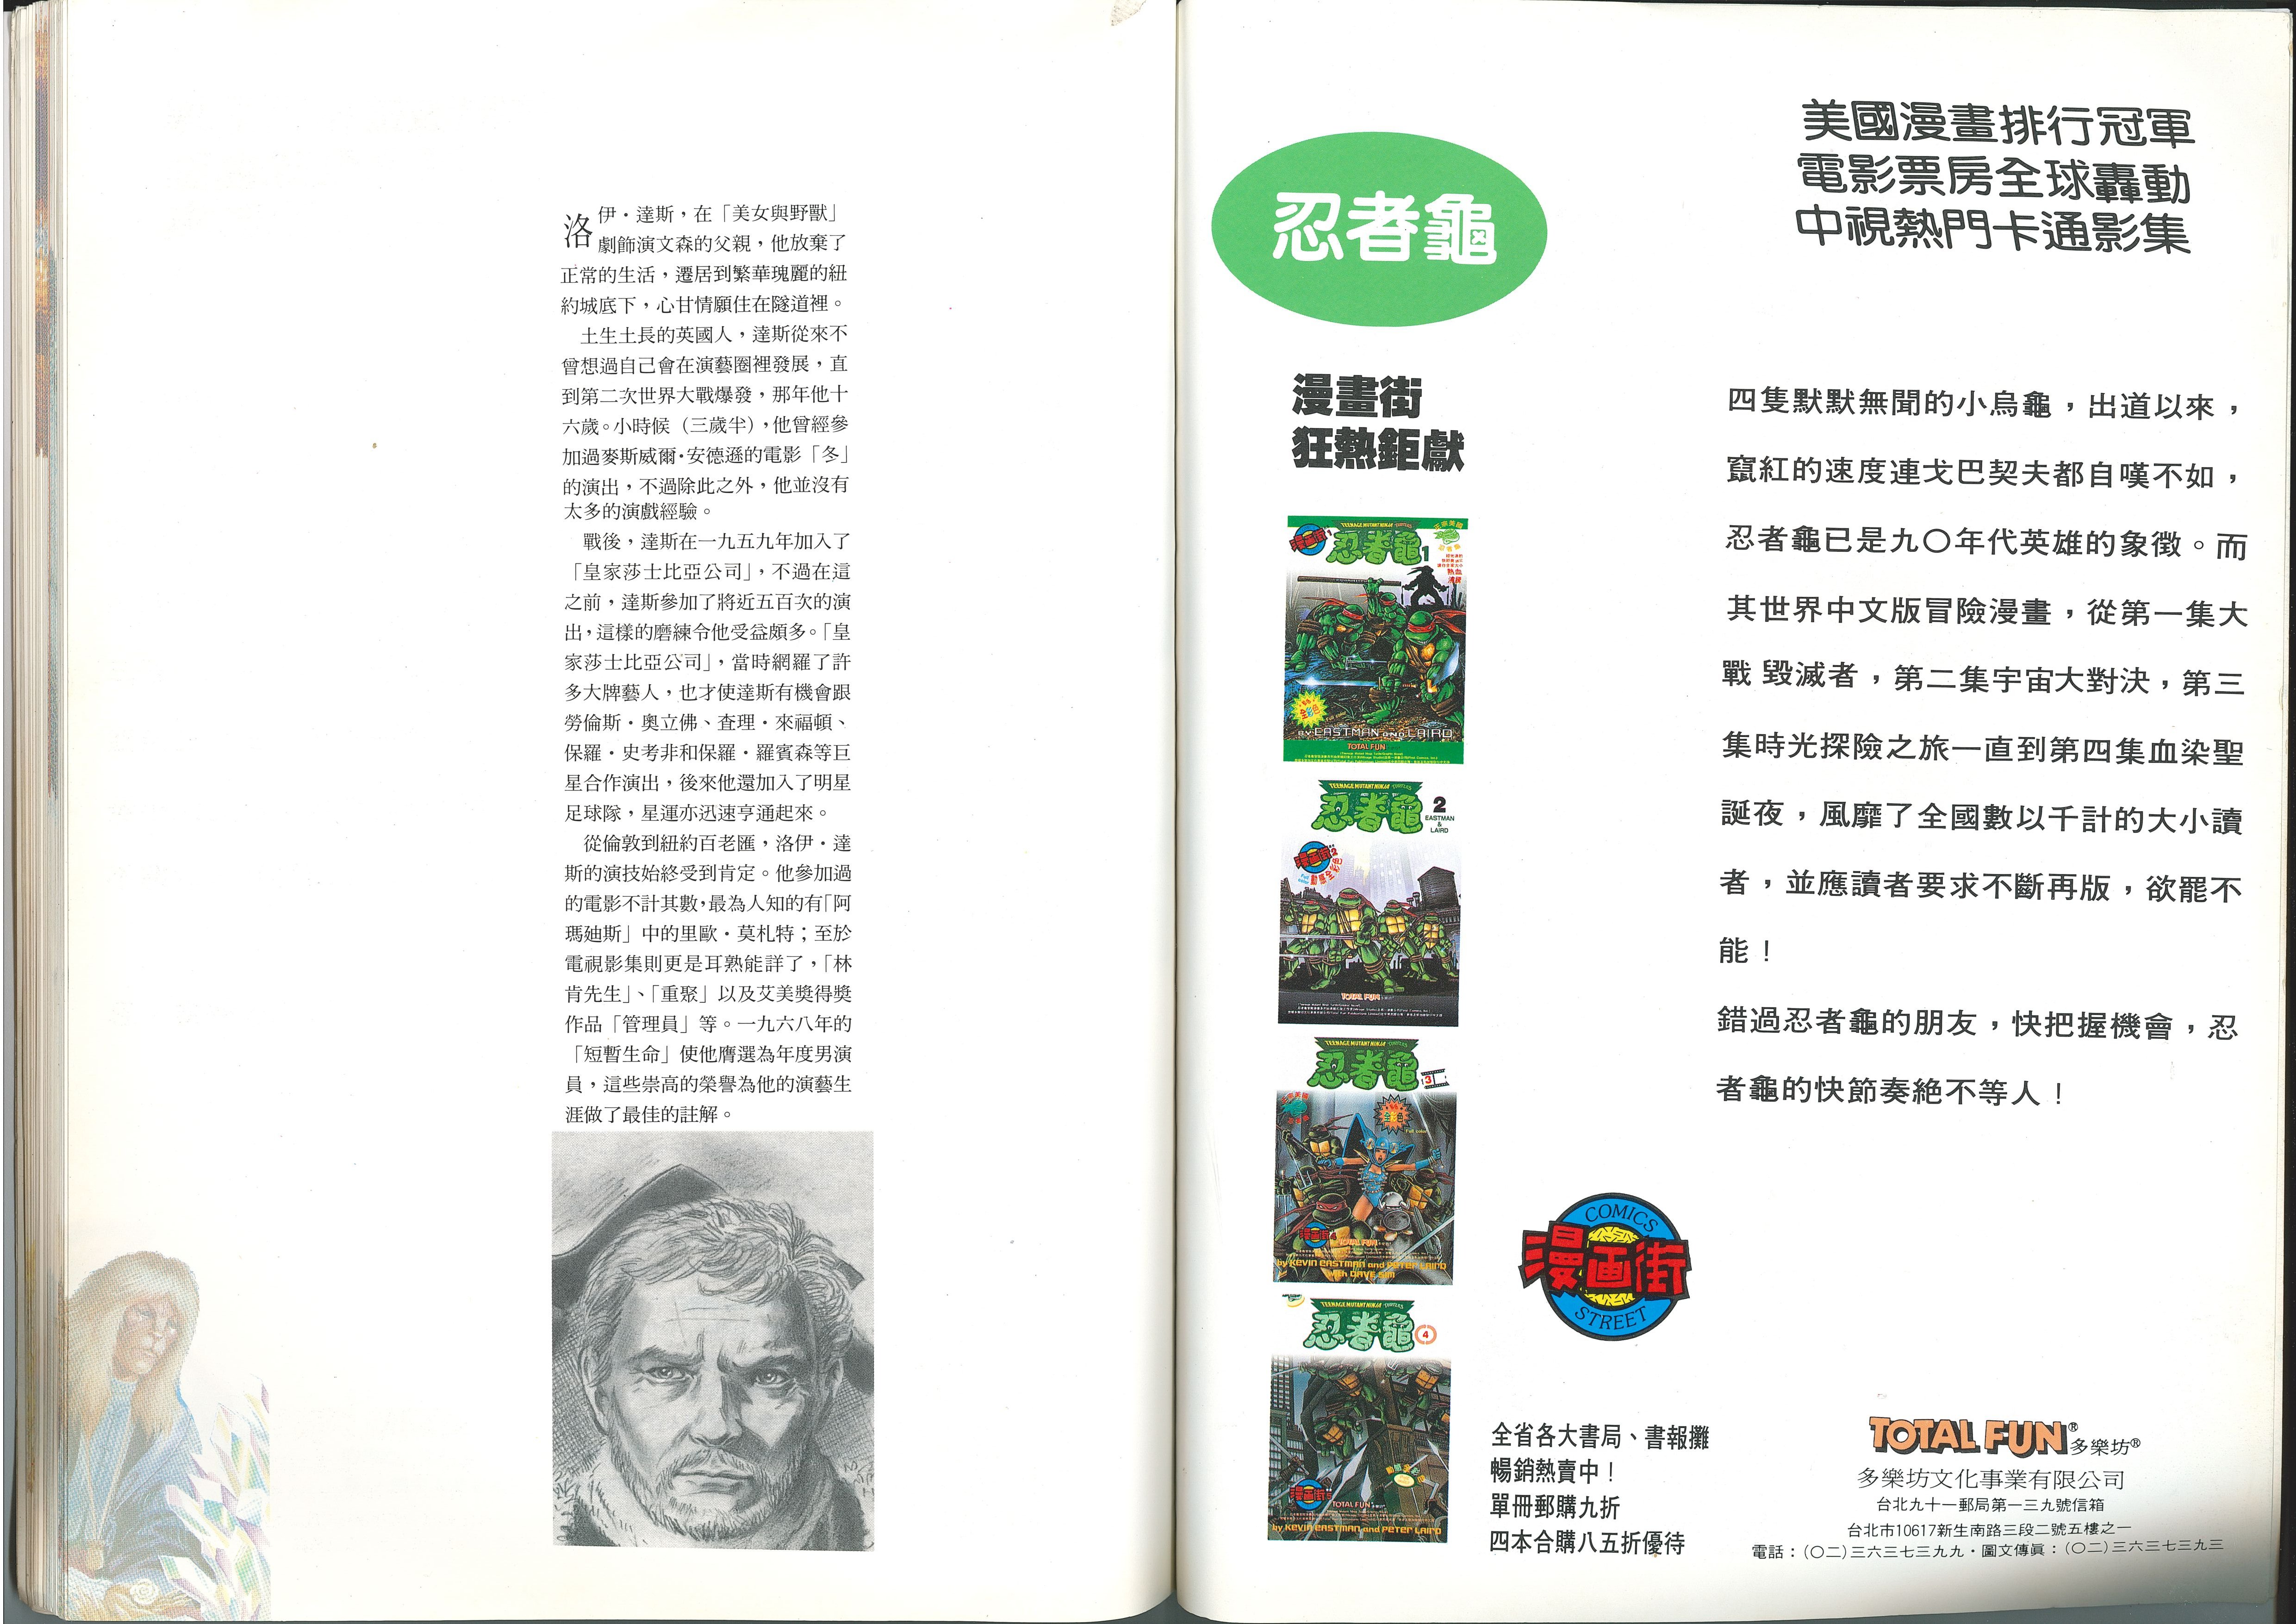 洛伊・達斯，在「美女與野獸」
劇飾演文森的父親，他放棄了
正常的生活，遷居到繁華瑰麗的紐
約城底下，心甘情願住在隧道裡。
土生土長的英國人，達斯從來不
曾想過自己會在演藝圈裡發展，直
到第二次世界大戰爆發，那年他十
六歲。小時候（三歲半），他曾經參
加過麥斯威爾・安德遜的電影「冬」
的演出，不過除此之外，他並沒有
太多的演戲經驗。
戰後，達斯在一九五九年加入了
「皇家莎士比亞公司」，不過在這
之前，達斯參加了將近五百次的演
出，這樣的磨練令他受益頗多。「皇
家莎士比亞公司」，當時網羅了許
多大牌藝人，也才使達斯有機會跟
勞倫斯・奧立佛、查理・來福頓、
保羅・史考非和保羅・羅賓森等巨
星合作演出，後來他還加入了明星
足球隊，星運亦迅速亨通起來。
從倫敦到紐約百老匯，洛伊・達
斯的演技始終受到肯定。他參加過
的電影不計其數，最為人知的有「阿
瑪迪斯」中的里歐・莫札特；至於
電視影集則更是耳熟能詳了，「林
肯先生」、「重聚」以及艾美獎得獎
作品「管理員」等。一九六八年的
「短暫生命」使他膺選為年度男演
員，這些崇高的榮譽為他的演藝生
涯做了最佳的註解。
美國漫畫排行冠軍
電影票房全球轟動
中視熱門卡通影集
忍者龜
漫畫街
狂熱鉅獻
四隻默默無聞的小烏龜，出道以來，
竄紅的速度連戈巴契夫都自嘆不如，
忍者龜已是九〇年代英雄的象徵。而
其世界中文版冒險漫畫，從第一集大
戰毀滅者，第二集宇宙大對決，第三
集時光探險之旅一直到第四集血染聖
誕夜，風靡了全國數以千計的大小讀
者，並應讀者要求不斷再版，欲罷不
能！
錯過忍者龜的朋友，快把握機會，忍
者龜的快節奏絕不等人！
TEENAGE MUTANT NINJA TURTLES
漫画街
忍者龜1
全彩色
BY EASTMAN AND LAIRD
TOTAL FUN
TEENAGE MUTANT NINJA TURTLES
忍者龜
2
EASTMAN
&
LAIRD
漫画街2
TOTAL FUN
TEENAGE MUTANT NINJA TURTLES
忍者龜
3
全彩色
Full color
漫画街
TOTAL FUN
by KEVIN EASTMAN and PETER LAIRD
with DAVE SIM
TEENAGE MUTANT NINJA TURTLES
忍者龜
4
漫画街
TOTAL FUN
by KEVIN EASTMAN and PETER LAIRD
COMICS
漫画街
STREET
全省各大書局、書報攤
暢銷熱賣中！
單冊郵購九折
四本合購八五折優待
TOTAL FUN® 多樂坊®
多樂坊文化事業有限公司
台北九十一郵局第一三九號信箱
台北市10617新生南路三段二號五樓之一
電話：（〇二）三六三七三九九・圖文傳眞：（〇二）三六三七三九三